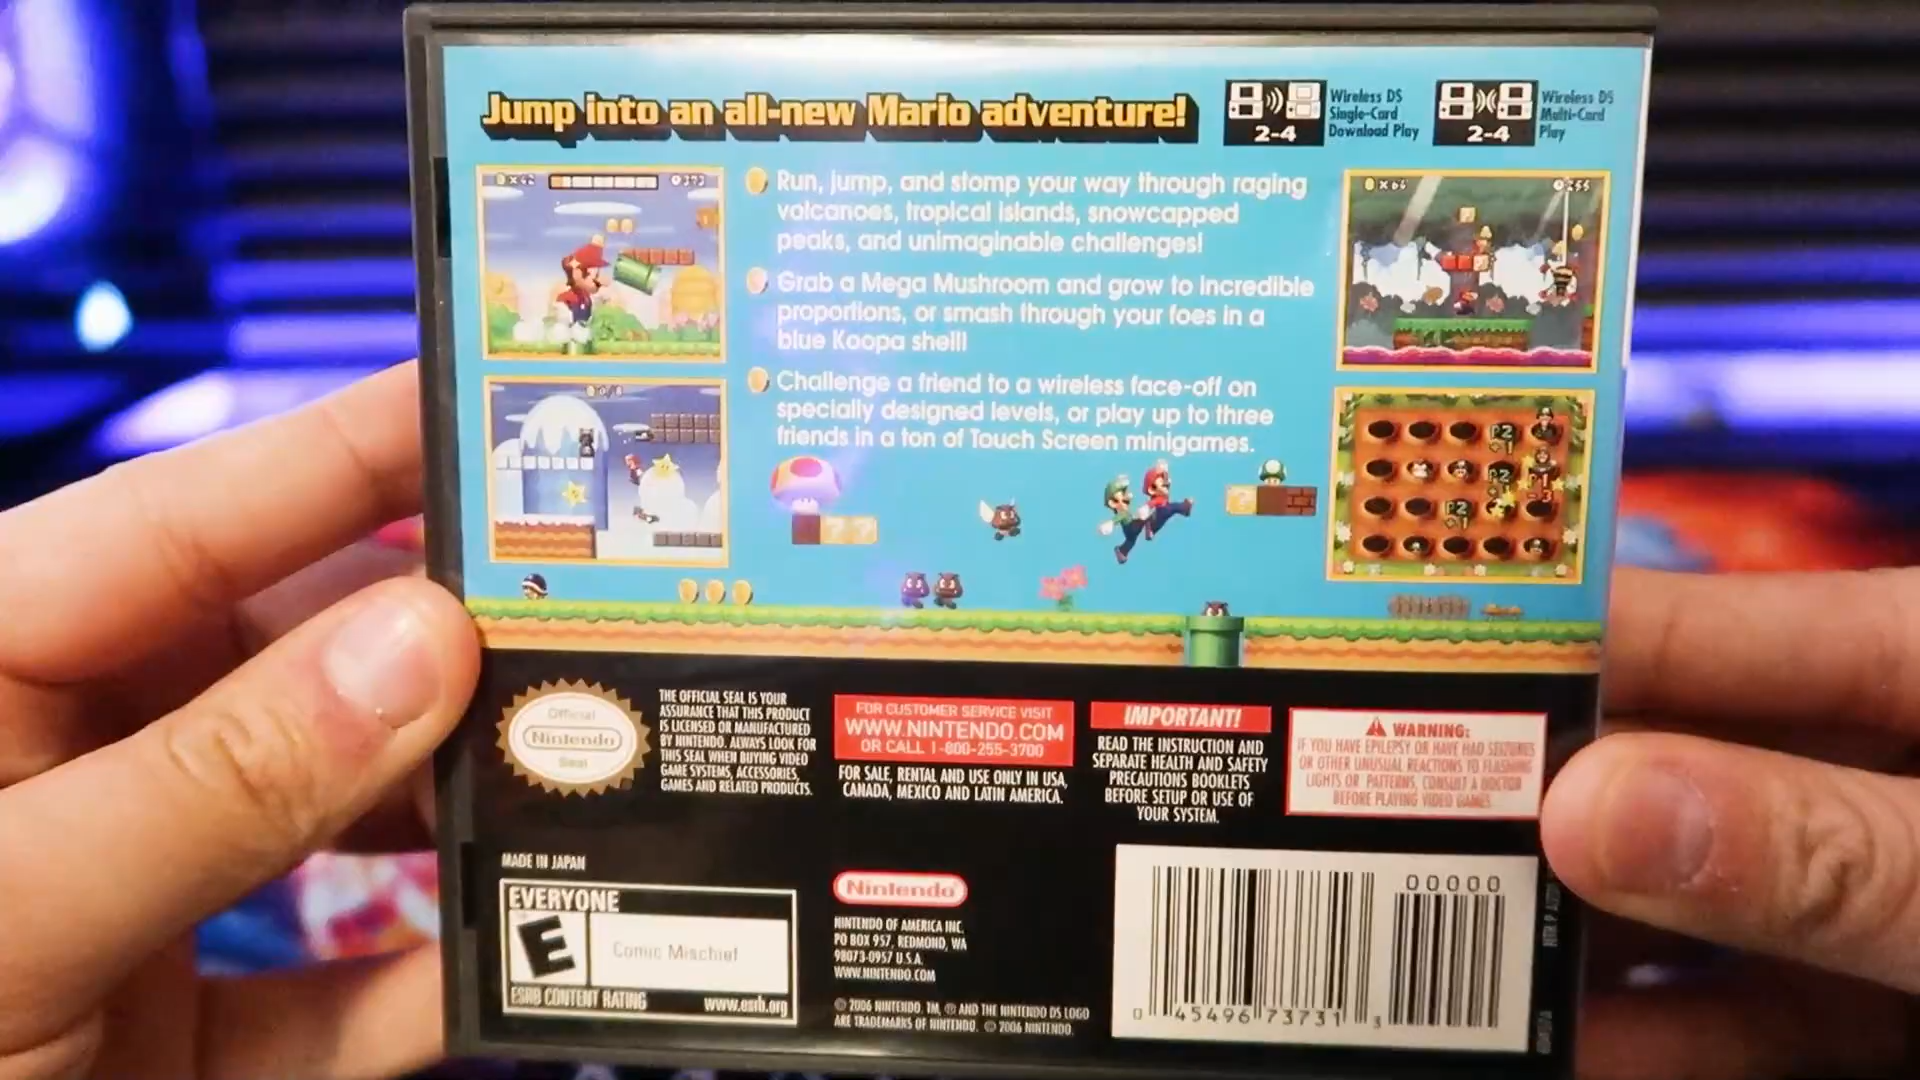 Jump into an all-new Mario adventure!
2-4
Wireless DS
Single-Card
Download Play
2-4
Wireless DS
Multi-Card
Play
Run, jump, and stomp your way through raging
volcanoes, tropical islands, snowcapped
peaks, and unimaginable challenges!
Grab a Mega Mushroom and grow to incredible
proportions, or smash through your foes in a
blue Koopa shell!
Challenge a friend to a wireless face-off on
specially designed levels, or play up to three
friends in a ton of Touch Screen minigames.
THE OFFICIAL SEAL IS YOUR
ASSURANCE THAT THIS PRODUCT
IS LICENSED OR MANUFACTURED
BY NINTENDO. ALWAYS LOOK FOR
THIS SEAL WHEN BUYING VIDEO
GAME SYSTEMS, ACCESSORIES,
GAMES AND RELATED PRODUCTS.
Official
Nintendo
Seal
FOR CUSTOMER SERVICE VISIT
WWW.NINTENDO.COM
OR CALL 1-800-255-3700
FOR SALE, RENTAL AND USE ONLY IN USA,
CANADA, MEXICO AND LATIN AMERICA.
IMPORTANT!
READ THE INSTRUCTION AND
SEPARATE HEALTH AND SAFETY
PRECAUTIONS BOOKLETS
BEFORE SETUP OR USE OF
YOUR SYSTEM.
WARNING:
IF YOU HAVE EPILEPSY OR HAVE HAD SEIZURES
OR OTHER UNUSUAL REACTIONS TO FLASHING
LIGHTS OR PATTERNS, CONSULT A DOCTOR
BEFORE PLAYING VIDEO GAMES.
MADE IN JAPAN
EVERYONE
E
Comic Mischief
ESRB CONTENT RATING www.esrb.org
Nintendo
NINTENDO OF AMERICA INC.
PO BOX 957, REDMOND, WA
98073-0957 U.S.A.
WWW.NINTENDO.COM
© 2006 NINTENDO. TM, ® AND THE NINTENDO DS LOGO
ARE TRADEMARKS OF NINTENDO. © 2006 NINTENDO.
00000
0 45496 73731 3